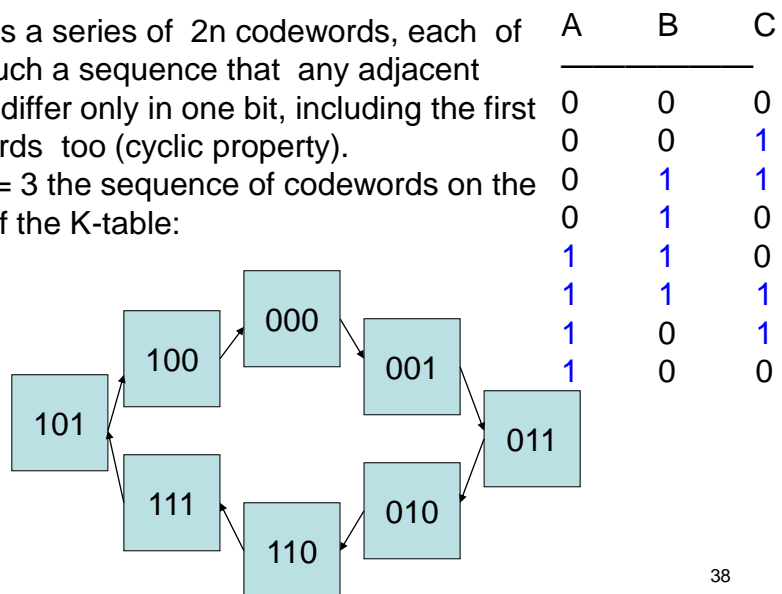 s a series of 2n codewords, each of
uch a sequence that any adjacent
differ only in one bit, including the first
rds too (cyclic property).
= 3 the sequence of codewords on the
f the K-table:
A B C
0 0 0
0 0 1
0 1 1
0 1 0
1 1 0
1 1 1
1 0 1
1 0 0
000
100
001
101
011
111
010
110
38